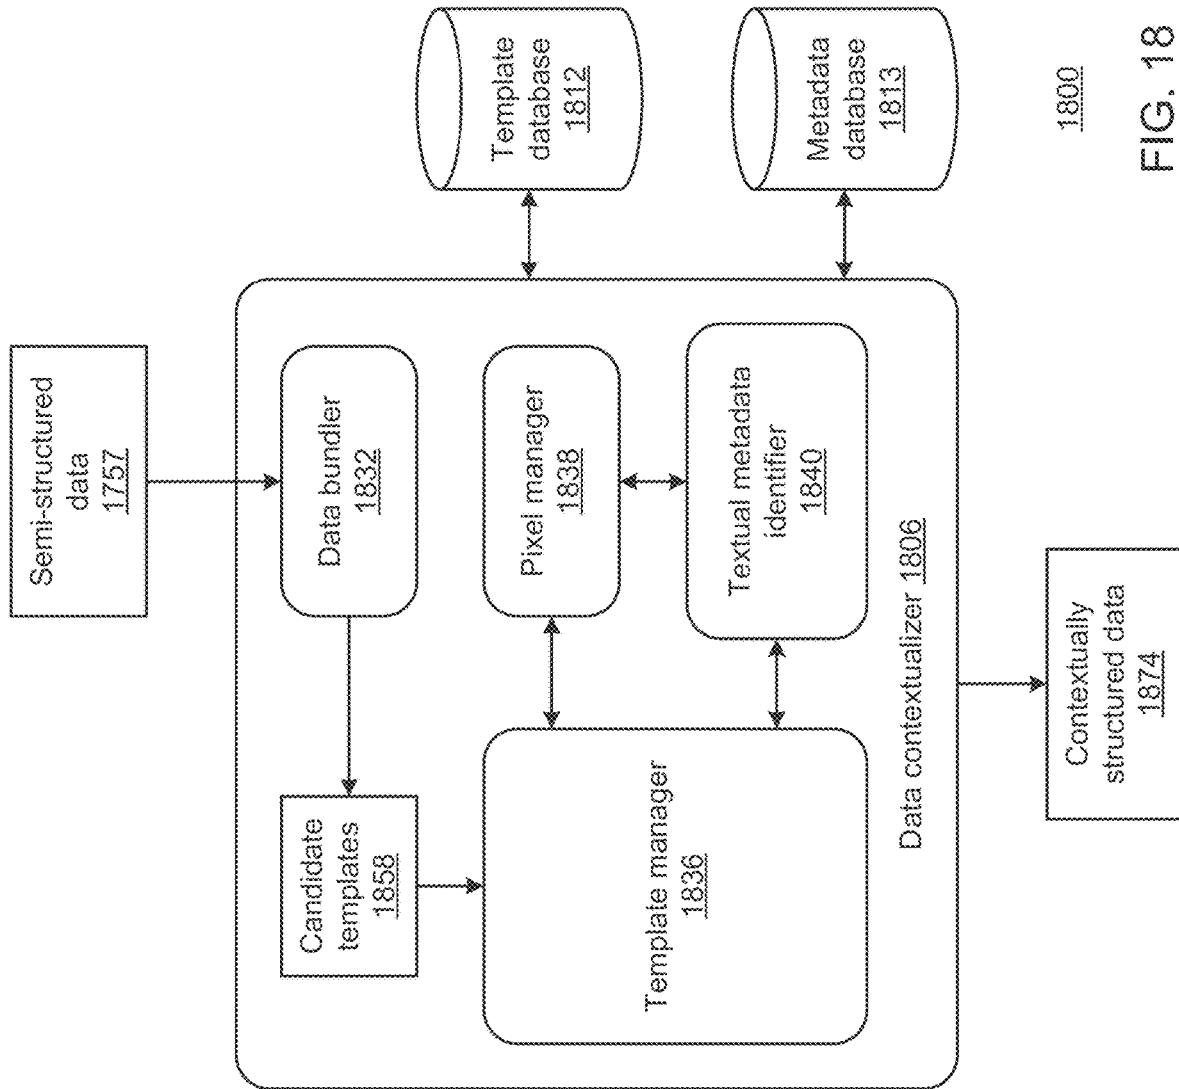 Semi-structured
data
1757
Data bundler
1832
Candidate
templates
1858
Pixel manager
1838
Template manager
1836
Textual metadata
identifier
1840
Data contextualizer 1806
Template
database
1812
Metadata
database
1813
Contextually
structured data
1874
1800
FIG. 18